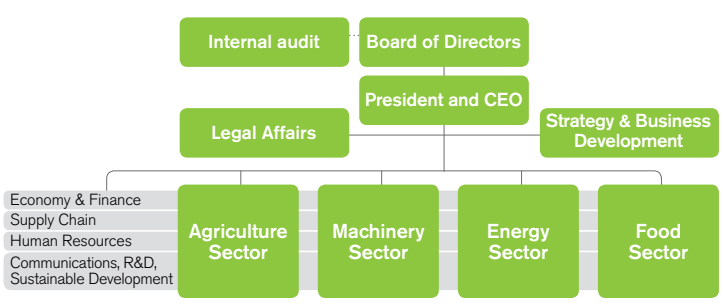 Internal audit
Board of Directors
President and CEO
Legal Affairs
Strategy & Business
Development
Economy & Finance
Supply Chain
Human Resources
Communications, R&D,
Sustainable Development
Agriculture
Sector
Machinery
Sector
Energy
Sector
Food
Sector